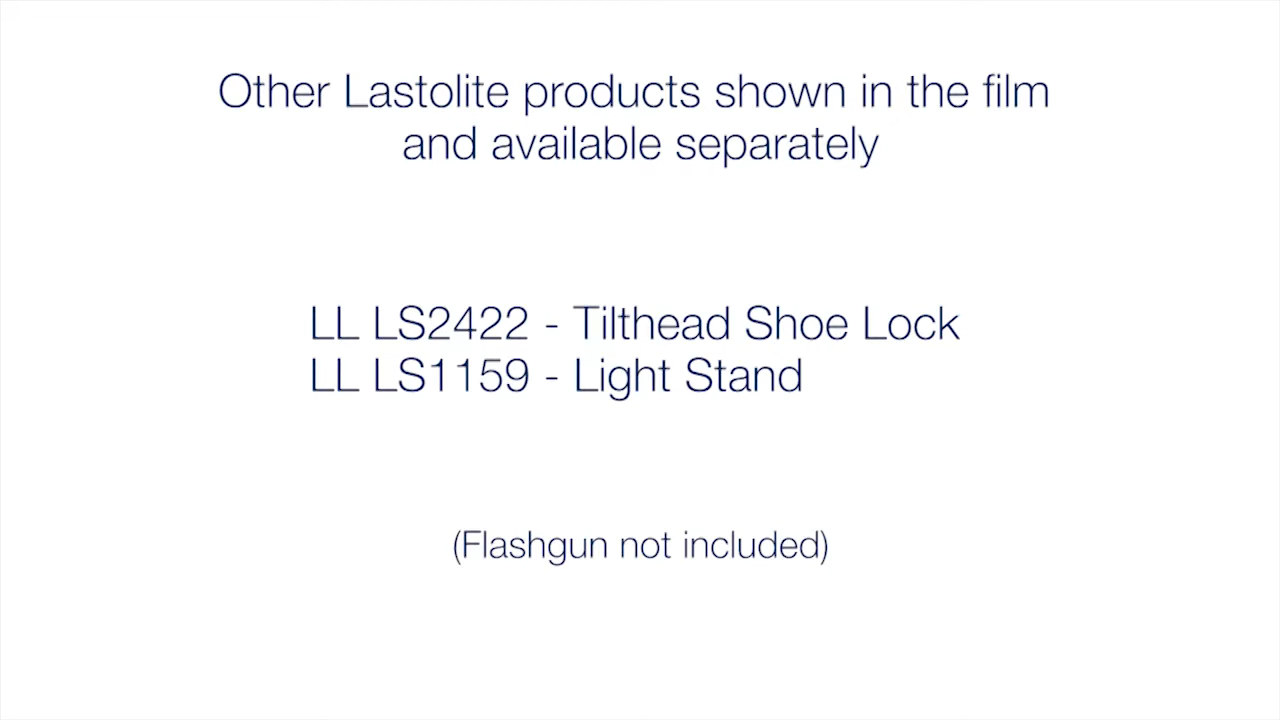 Other Lastolite products shown in the film
and available separately
LL LS2422 - Tilthead Shoe Lock
LL LS1159 - Light Stand
(Flashgun not included)